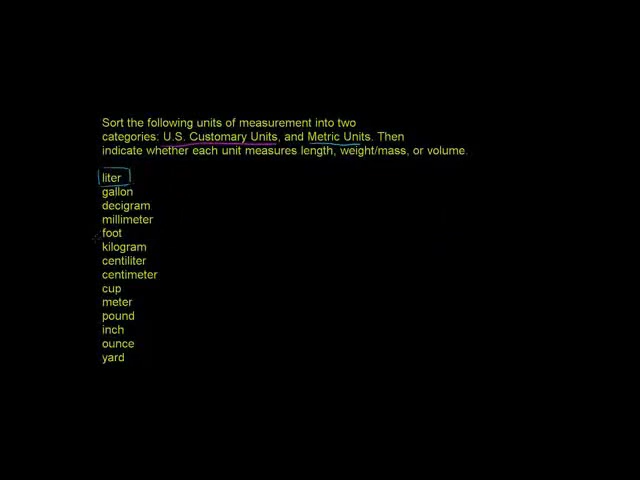 Sort the following units of measurement into two
categories: U.S. Customary Units, and Metric Units. Then
indicate whether each unit measures length, weight/mass, or volume.
liter
gallon
decigram
millimeter
foot
kilogram
centiliter
centimeter
cup
meter
pound
inch
ounce
yard